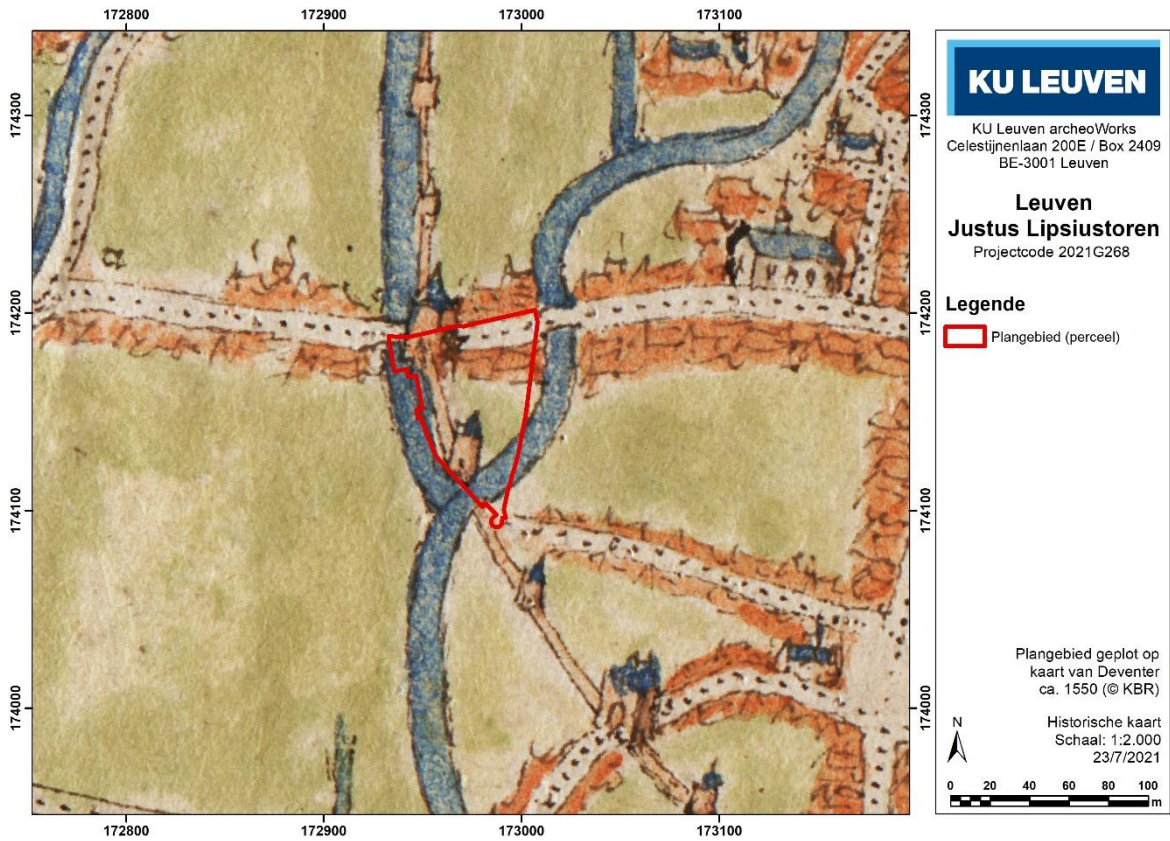 172800 172900 173000 173100
174300 174300
174200 174200
174100 174100
174000 174000
172800 172900 173000 173100
a
KU LEUVEN
KU Leuven archeoWorks
Celestijnenlaan 200E / Box 2409
BE-3001 Leuven
Leuven
Justus Lipsiustoren
Projectcode 2021G268
Legende
Plangebied (perceel)
Plangebied geplot op
kaart van Deventer
ca. 1550 (© KBR)
N
Historische kaart
Schaal: 1:2.000
23/7/2021
0 20 40 60 80 100
m